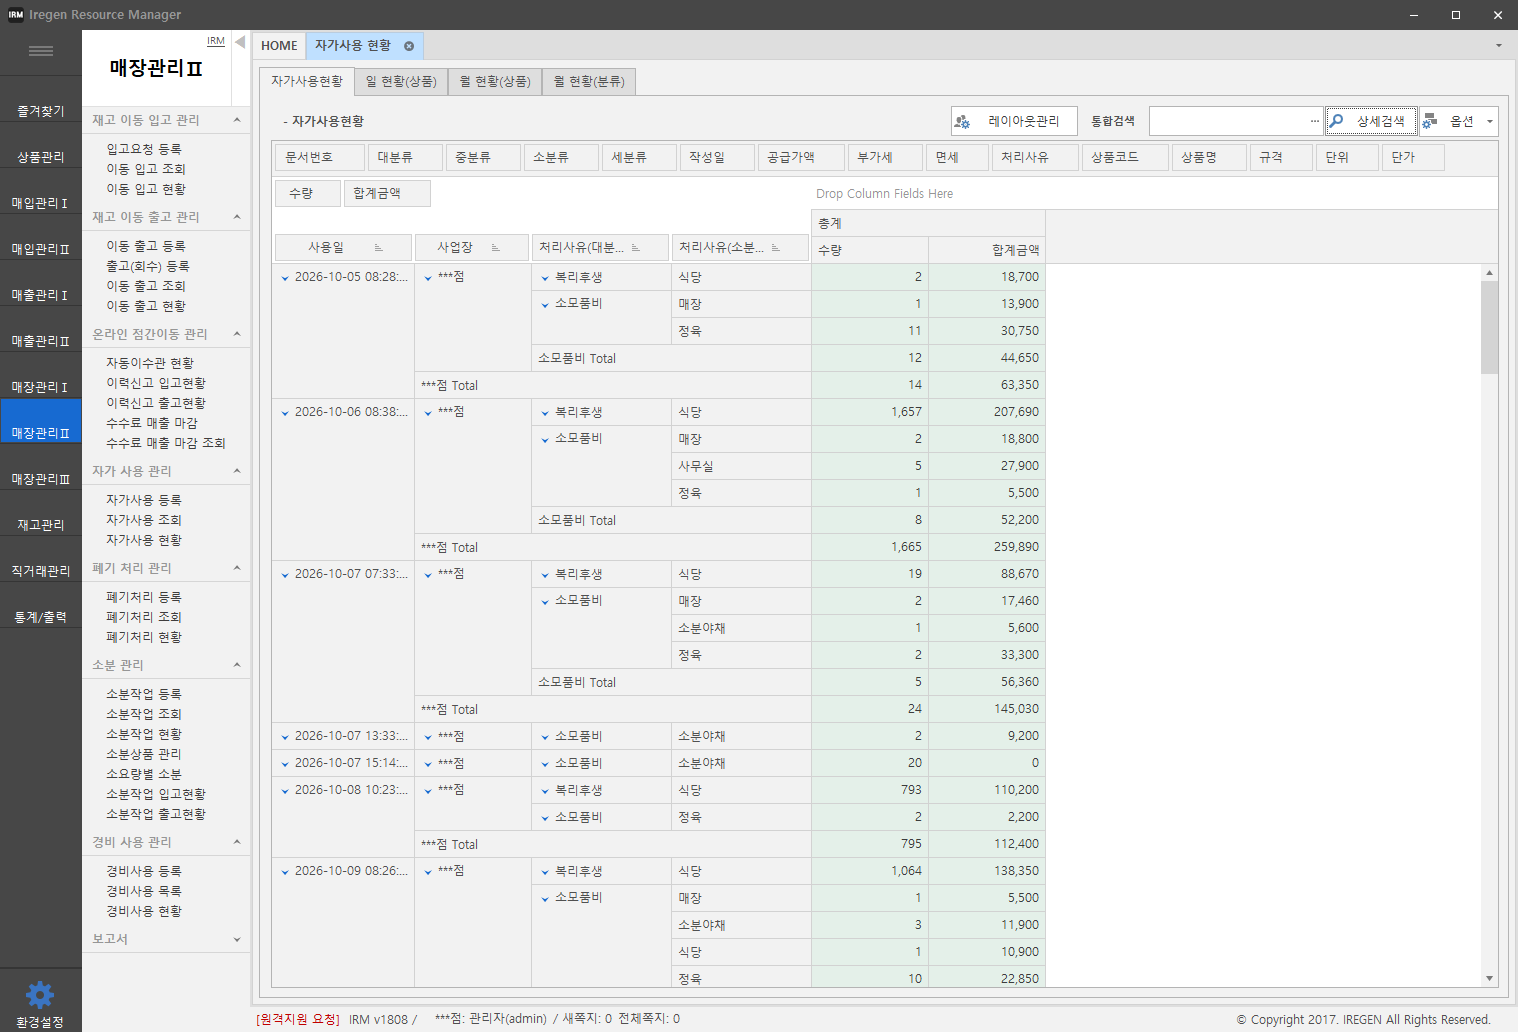 IRM Iregen Resource Manager
즐겨찾기
상품관리
매입관리 I
매입관리 II
매출관리 I
매출관리 II
매장관리 I
매장관리 II
매장관리 III
재고관리
직거래관리
통계/출력
환경설정
IRM
매장관리 II
재고 이동 입고 관리
입고요청 등록
이동 입고 조회
이동 입고 현황
재고 이동 출고 관리
이동 출고 등록
출고(회수) 등록
이동 출고 조회
이동 출고 현황
온라인 점간이동 관리
자동이수관 현황
이력신고 입고현황
이력신고 출고현황
수수료 매출 마감
수수료 매출 마감 조회
자가 사용 관리
자가사용 등록
자가사용 조회
자가사용 현황
폐기 처리 관리
폐기처리 등록
폐기처리 조회
폐기처리 현황
소분 관리
소분작업 등록
소분작업 조회
소분작업 현황
소분상품 관리
소요량별 소분
소분작업 입고현황
소분작업 출고현황
경비 사용 관리
경비사용 등록
경비사용 목록
경비사용 현황
보고서
HOME 자가사용 현황
자가사용현황 일 현황(상품) 월 현황(상품) 월 현황(분류)
- 자가사용현황 레이아웃관리 통합검색 ... 상세검색 옵션
문서번호 대분류 중분류 소분류 세분류 작성일 공급가액 부가세 면세 처리사유 상품코드 상품명 규격 단위 단가
수량 합계금액 Drop Column Fields Here
총계
사용일 사업장 처리사유(대분... 처리사유(소분... 수량 합계금액
2026-10-05 08:28:... ***점 복리후생 식당 2 18,700
소모품비 매장 1 13,900
정육 11 30,750
소모품비 Total 12 44,650
***점 Total 14 63,350
2026-10-06 08:38:... ***점 복리후생 식당 1,657 207,690
소모품비 매장 2 18,800
사무실 5 27,900
정육 1 5,500
소모품비 Total 8 52,200
***점 Total 1,665 259,890
2026-10-07 07:33:... ***점 복리후생 식당 19 88,670
소모품비 매장 2 17,460
소분야채 1 5,600
정육 2 33,300
소모품비 Total 5 56,360
***점 Total 24 145,030
2026-10-07 13:33:... ***점 소모품비 소분야채 2 9,200
2026-10-07 15:14:... ***점 소모품비 소분야채 20 0
2026-10-08 10:23:... ***점 복리후생 식당 793 110,200
소모품비 정육 2 2,200
***점 Total 795 112,400
2026-10-09 08:26:... ***점 복리후생 식당 1,064 138,350
소모품비 매장 1 5,500
소분야채 3 11,900
식당 1 10,900
정육 10 22,850
[원격지원 요청] IRM v1808 / ***점: 관리자(admin) / 새쪽지: 0 전체쪽지: 0 © Copyright 2017. IREGEN All Rights Reserved.